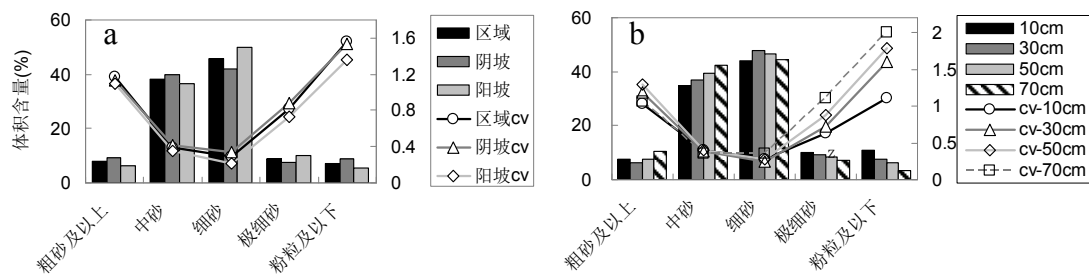 a
体积含量(%)
60
40
20
0
1.6
1.2
0.8
0.4
0
粗砂及以上
中砂
细砂
极细砂
粉粒及以下
区域
阴坡
阳坡
区域cv
阴坡cv
阳坡cv
b
60
50
40
30
20
10
0
2
1.5
1
0.5
0
z
粗砂及以上
中砂
细砂
极细砂
粉粒及以下
10cm
30cm
50cm
70cm
cv-10cm
cv-30cm
cv-50cm
cv-70cm